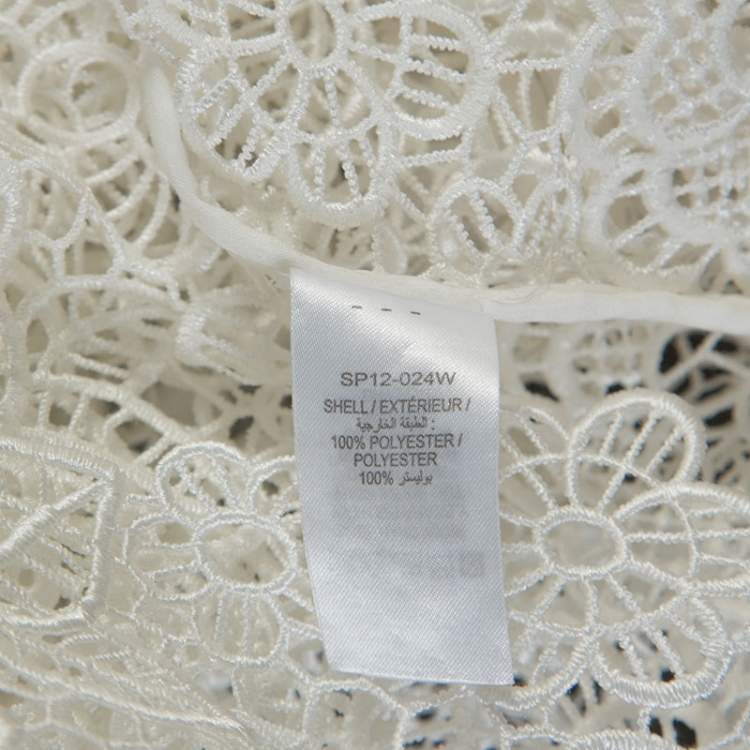 SP12-024W
SHELL / EXTÉRIEUR /
الطبقة الخارجية :
100% POLYESTER /
POLYESTER
100% بوليستر